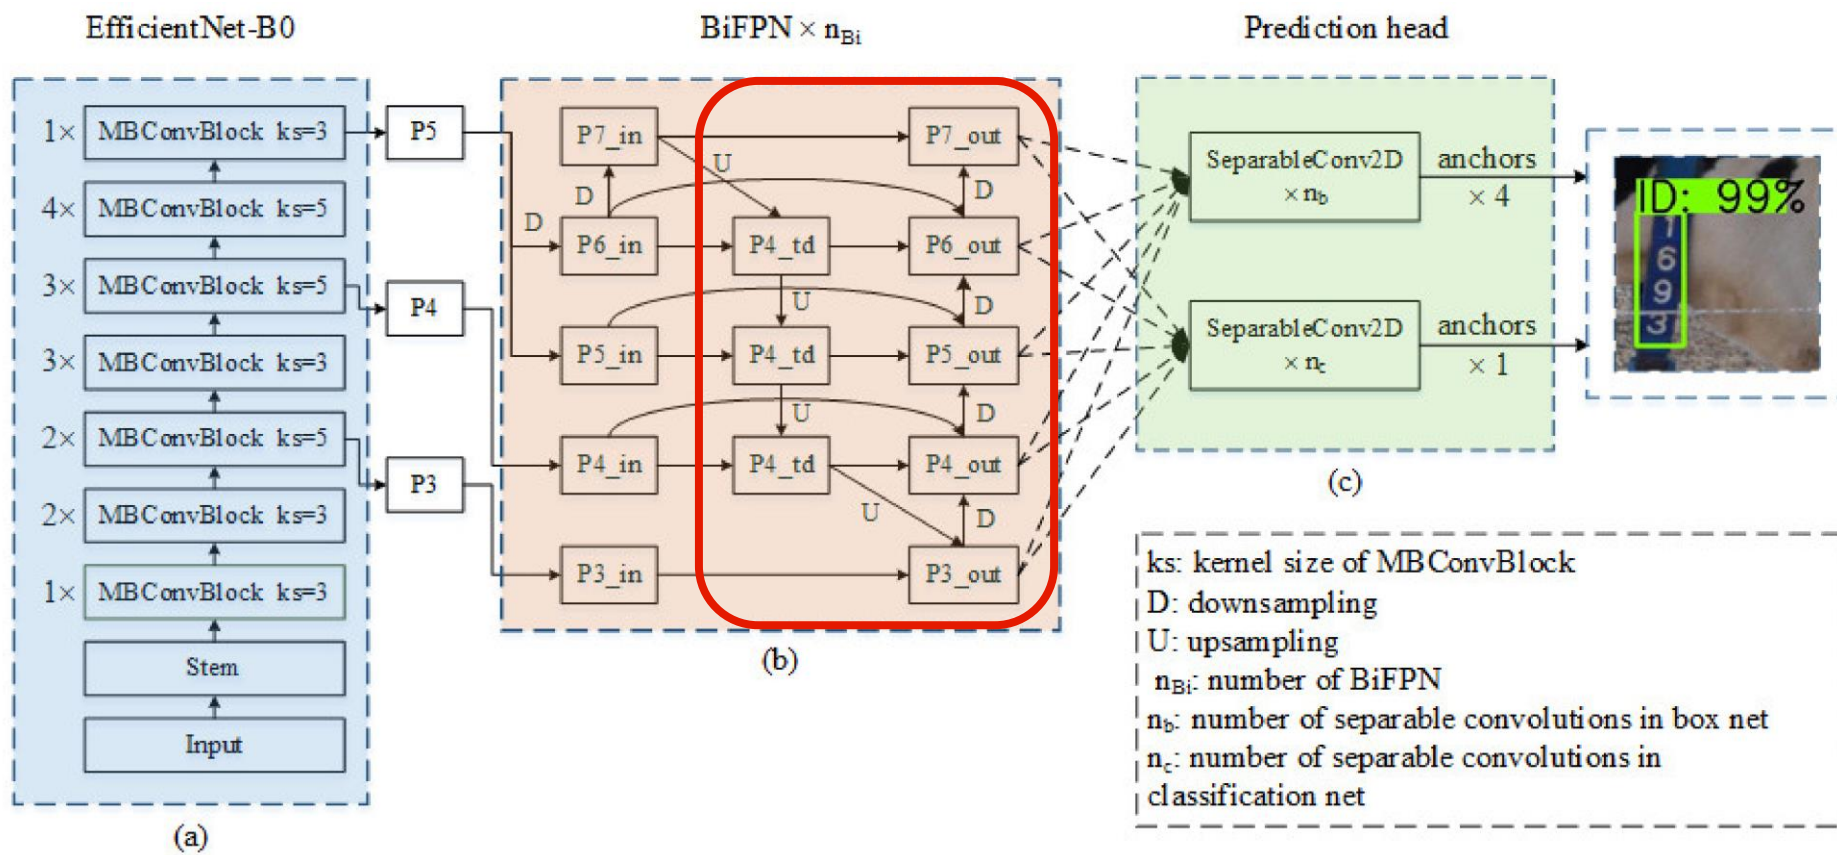 EfficientNet-B0
BiFPN × nBi
Prediction head
1× MBConvBlock ks=3
4× MBConvBlock ks=5
3× MBConvBlock ks=5
3× MBConvBlock ks=3
2× MBConvBlock ks=5
2× MBConvBlock ks=3
1× MBConvBlock ks=3
Stem
Input
(a)
P5
P4
P3
P7_in
P7_out
U
D
D
D
P6_in
P4_td
P6_out
U
D
P5_in
P4_td
P5_out
U
D
P4_in
P4_td
P4_out
U
D
P3_in
P3_out
(b)
SeparableConv2D
× nb
anchors
× 4
SeparableConv2D
× nc
anchors
× 1
(c)
ID: 99%
1
6
9
3
ks: kernel size of MBConvBlock
D: downsampling
U: upsampling
nBi: number of BiFPN
nb: number of separable convolutions in box net
nc: number of separable convolutions in
classification net